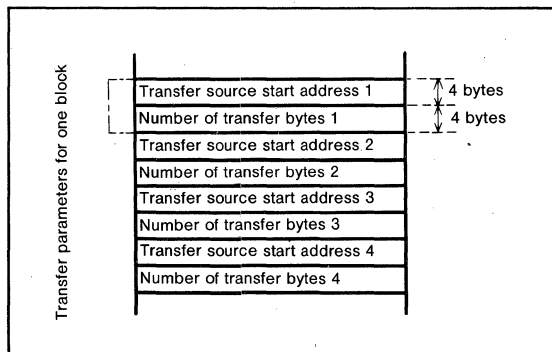 Transfer parameters for one block
Transfer source start address 1
4 bytes
Number of transfer bytes 1
4 bytes
Transfer source start address 2
Number of transfer bytes 2
Transfer source start address 3
Number of transfer bytes 3
Transfer source start address 4
Number of transfer bytes 4